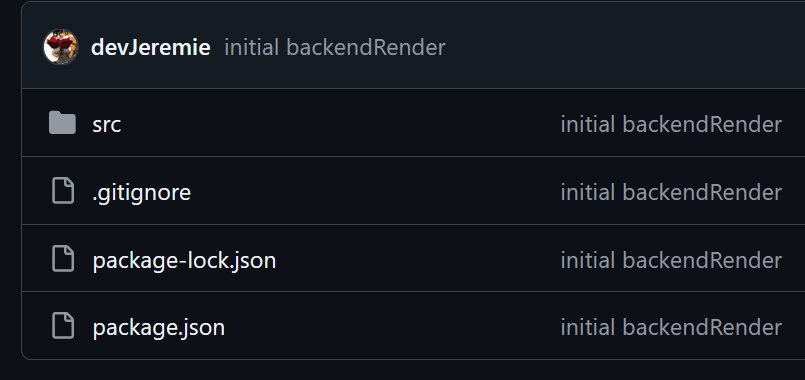 devJeremie initial backendRender
src initial backendRender
.gitignore initial backendRender
package-lock.json initial backendRender
package.json initial backendRender